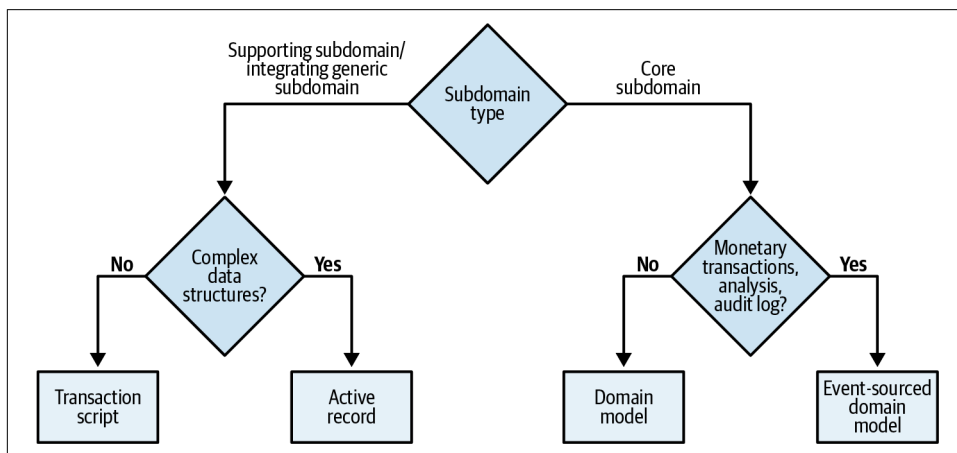 Supporting subdomain/
integrating generic
subdomain
Subdomain
type
Core
subdomain
No
Complex
data
structures?
Yes
No
Monetary
transactions,
analysis,
audit log?
Yes
Transaction
script
Active
record
Domain
model
Event-sourced
domain
model